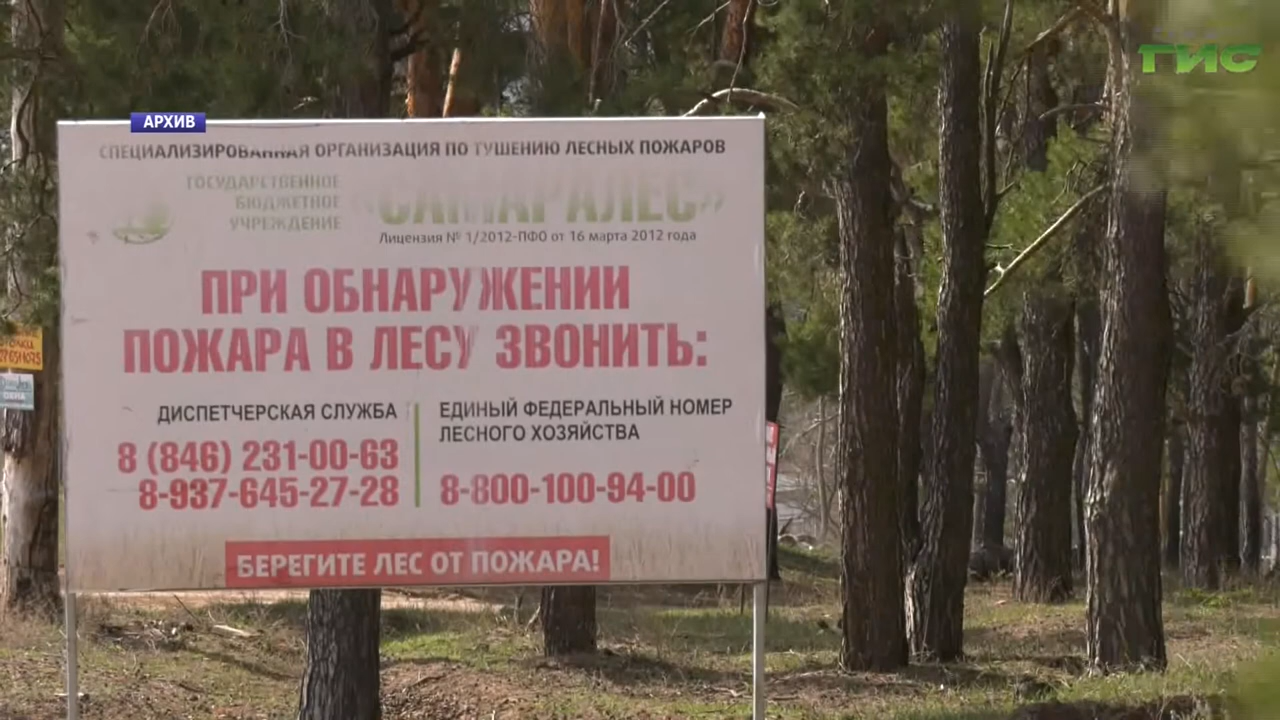 ГИС
АРХИВ
СПЕЦИАЛИЗИРОВАННАЯ ОРГАНИЗАЦИЯ ПО ТУШЕНИЮ ЛЕСНЫХ ПОЖАРОВ
ГОСУДАРСТВЕННОЕ
БЮДЖЕТНОЕ
УЧРЕЖДЕНИЕ
«САМАРАЛЕС»
Лицензия № 1/2012-ПФО от 16 марта 2012 года
ПРИ ОБНАРУЖЕНИИ
ПОЖАРА В ЛЕСУ ЗВОНИТЬ:
ДИСПЕТЧЕРСКАЯ СЛУЖБА
8 (846) 231-00-63
8-937-645-27-28
ЕДИНЫЙ ФЕДЕРАЛЬНЫЙ НОМЕР
ЛЕСНОГО ХОЗЯЙСТВА
8-800-100-94-00
БЕРЕГИТЕ ЛЕС ОТ ПОЖАРА!
ОКНА